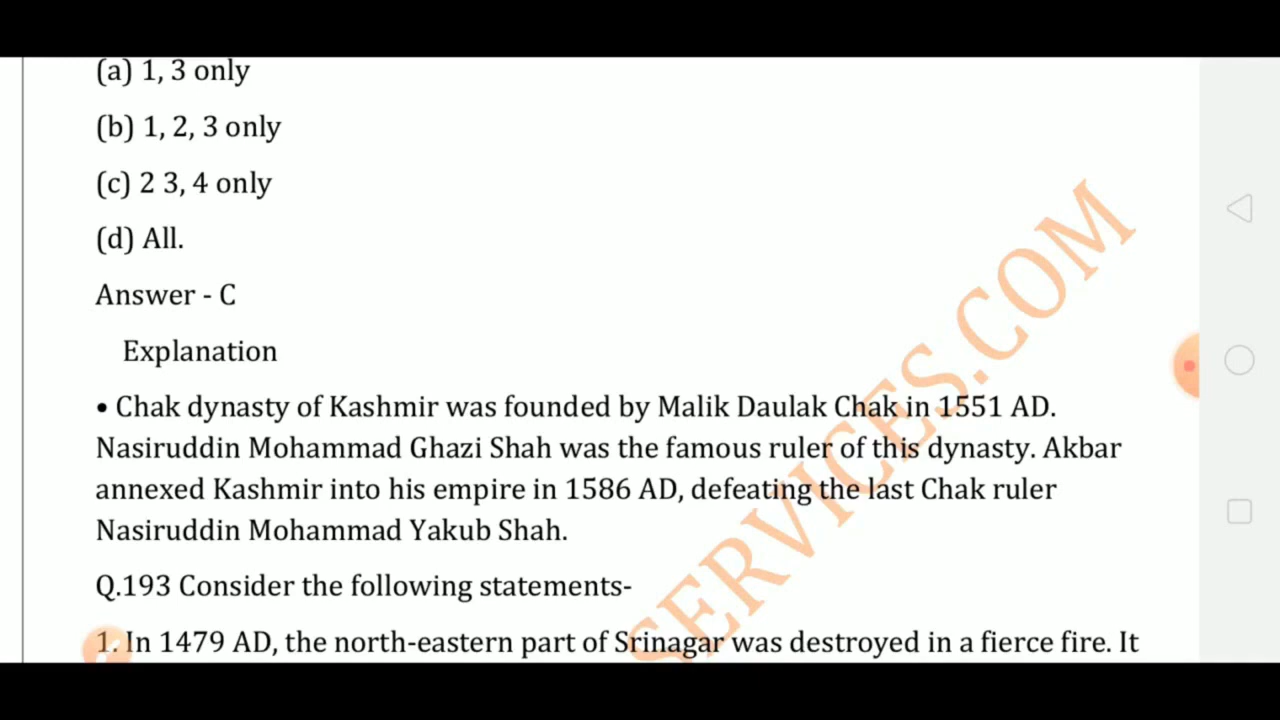 (a) 1, 3 only
(b) 1, 2, 3 only
(c) 2 3, 4 only
(d) All.
Answer - C
Explanation
• Chak dynasty of Kashmir was founded by Malik Daulak Chak in 1551 AD.
Nasiruddin Mohammad Ghazi Shah was the famous ruler of this dynasty. Akbar
annexed Kashmir into his empire in 1586 AD, defeating the last Chak ruler
Nasiruddin Mohammad Yakub Shah.
Q.193 Consider the following statements-
1. In 1479 AD, the north-eastern part of Srinagar was destroyed in a fierce fire. It
SERVICES.COM